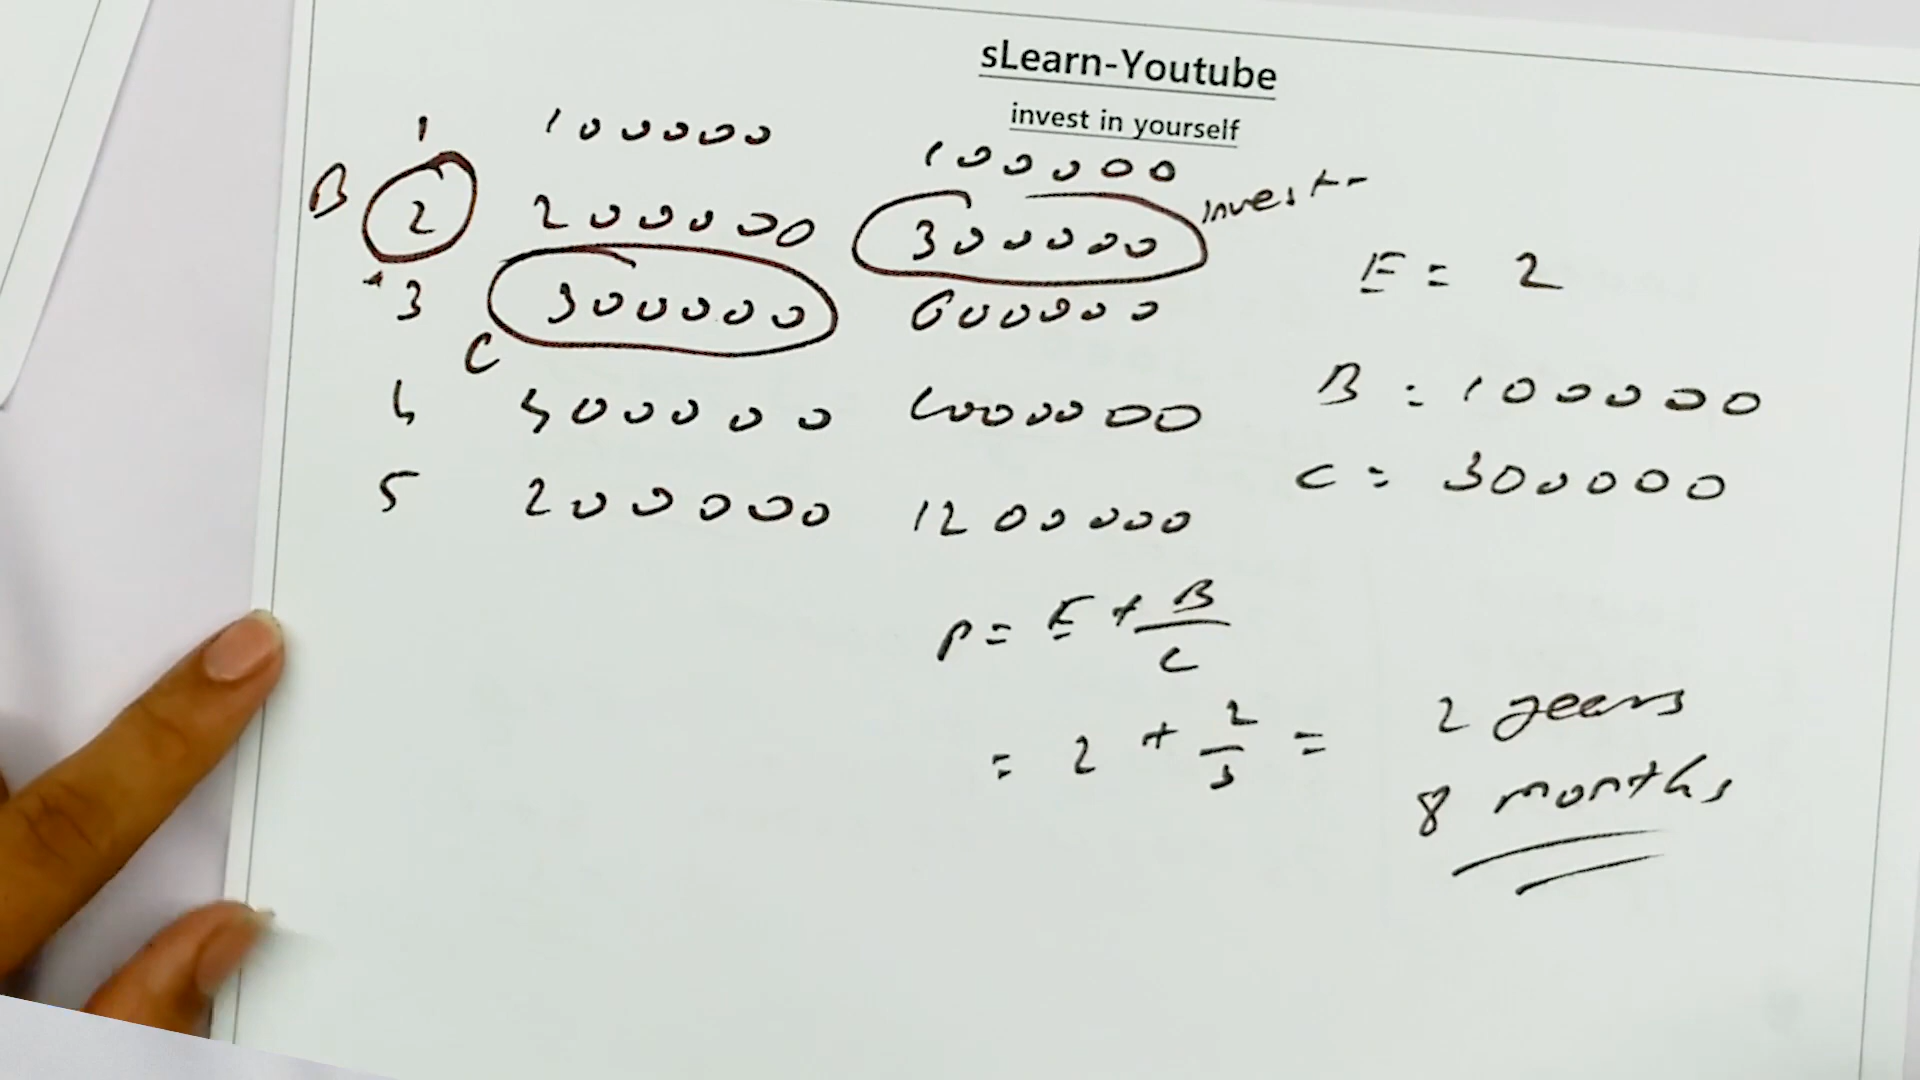 sLearn-Youtube
invest in yourself
1 100000 100000
B 2 200000 300000 invest
3 300000 600000
C
4 400000 1000000
5 200000 1200000
E = 2
B : 100000
C = 300000
P = E + B/C
= 2 + 2/3 = 2 years
8 months